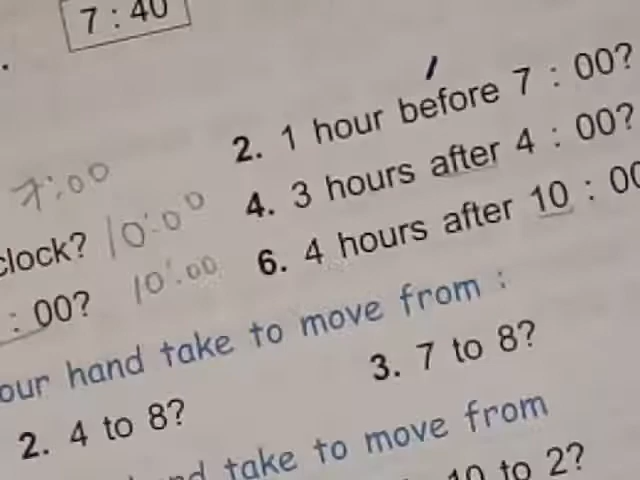 7 : 40
2. 1 hour before 7 : 00?
7:00 4. 3 hours after 4 : 00?
clock? 10:00 6. 4 hours after 10 : 00
: 00? 10:00
our hand take to move from :
2. 4 to 8? 3. 7 to 8?
nd take to move from
10 to 2?